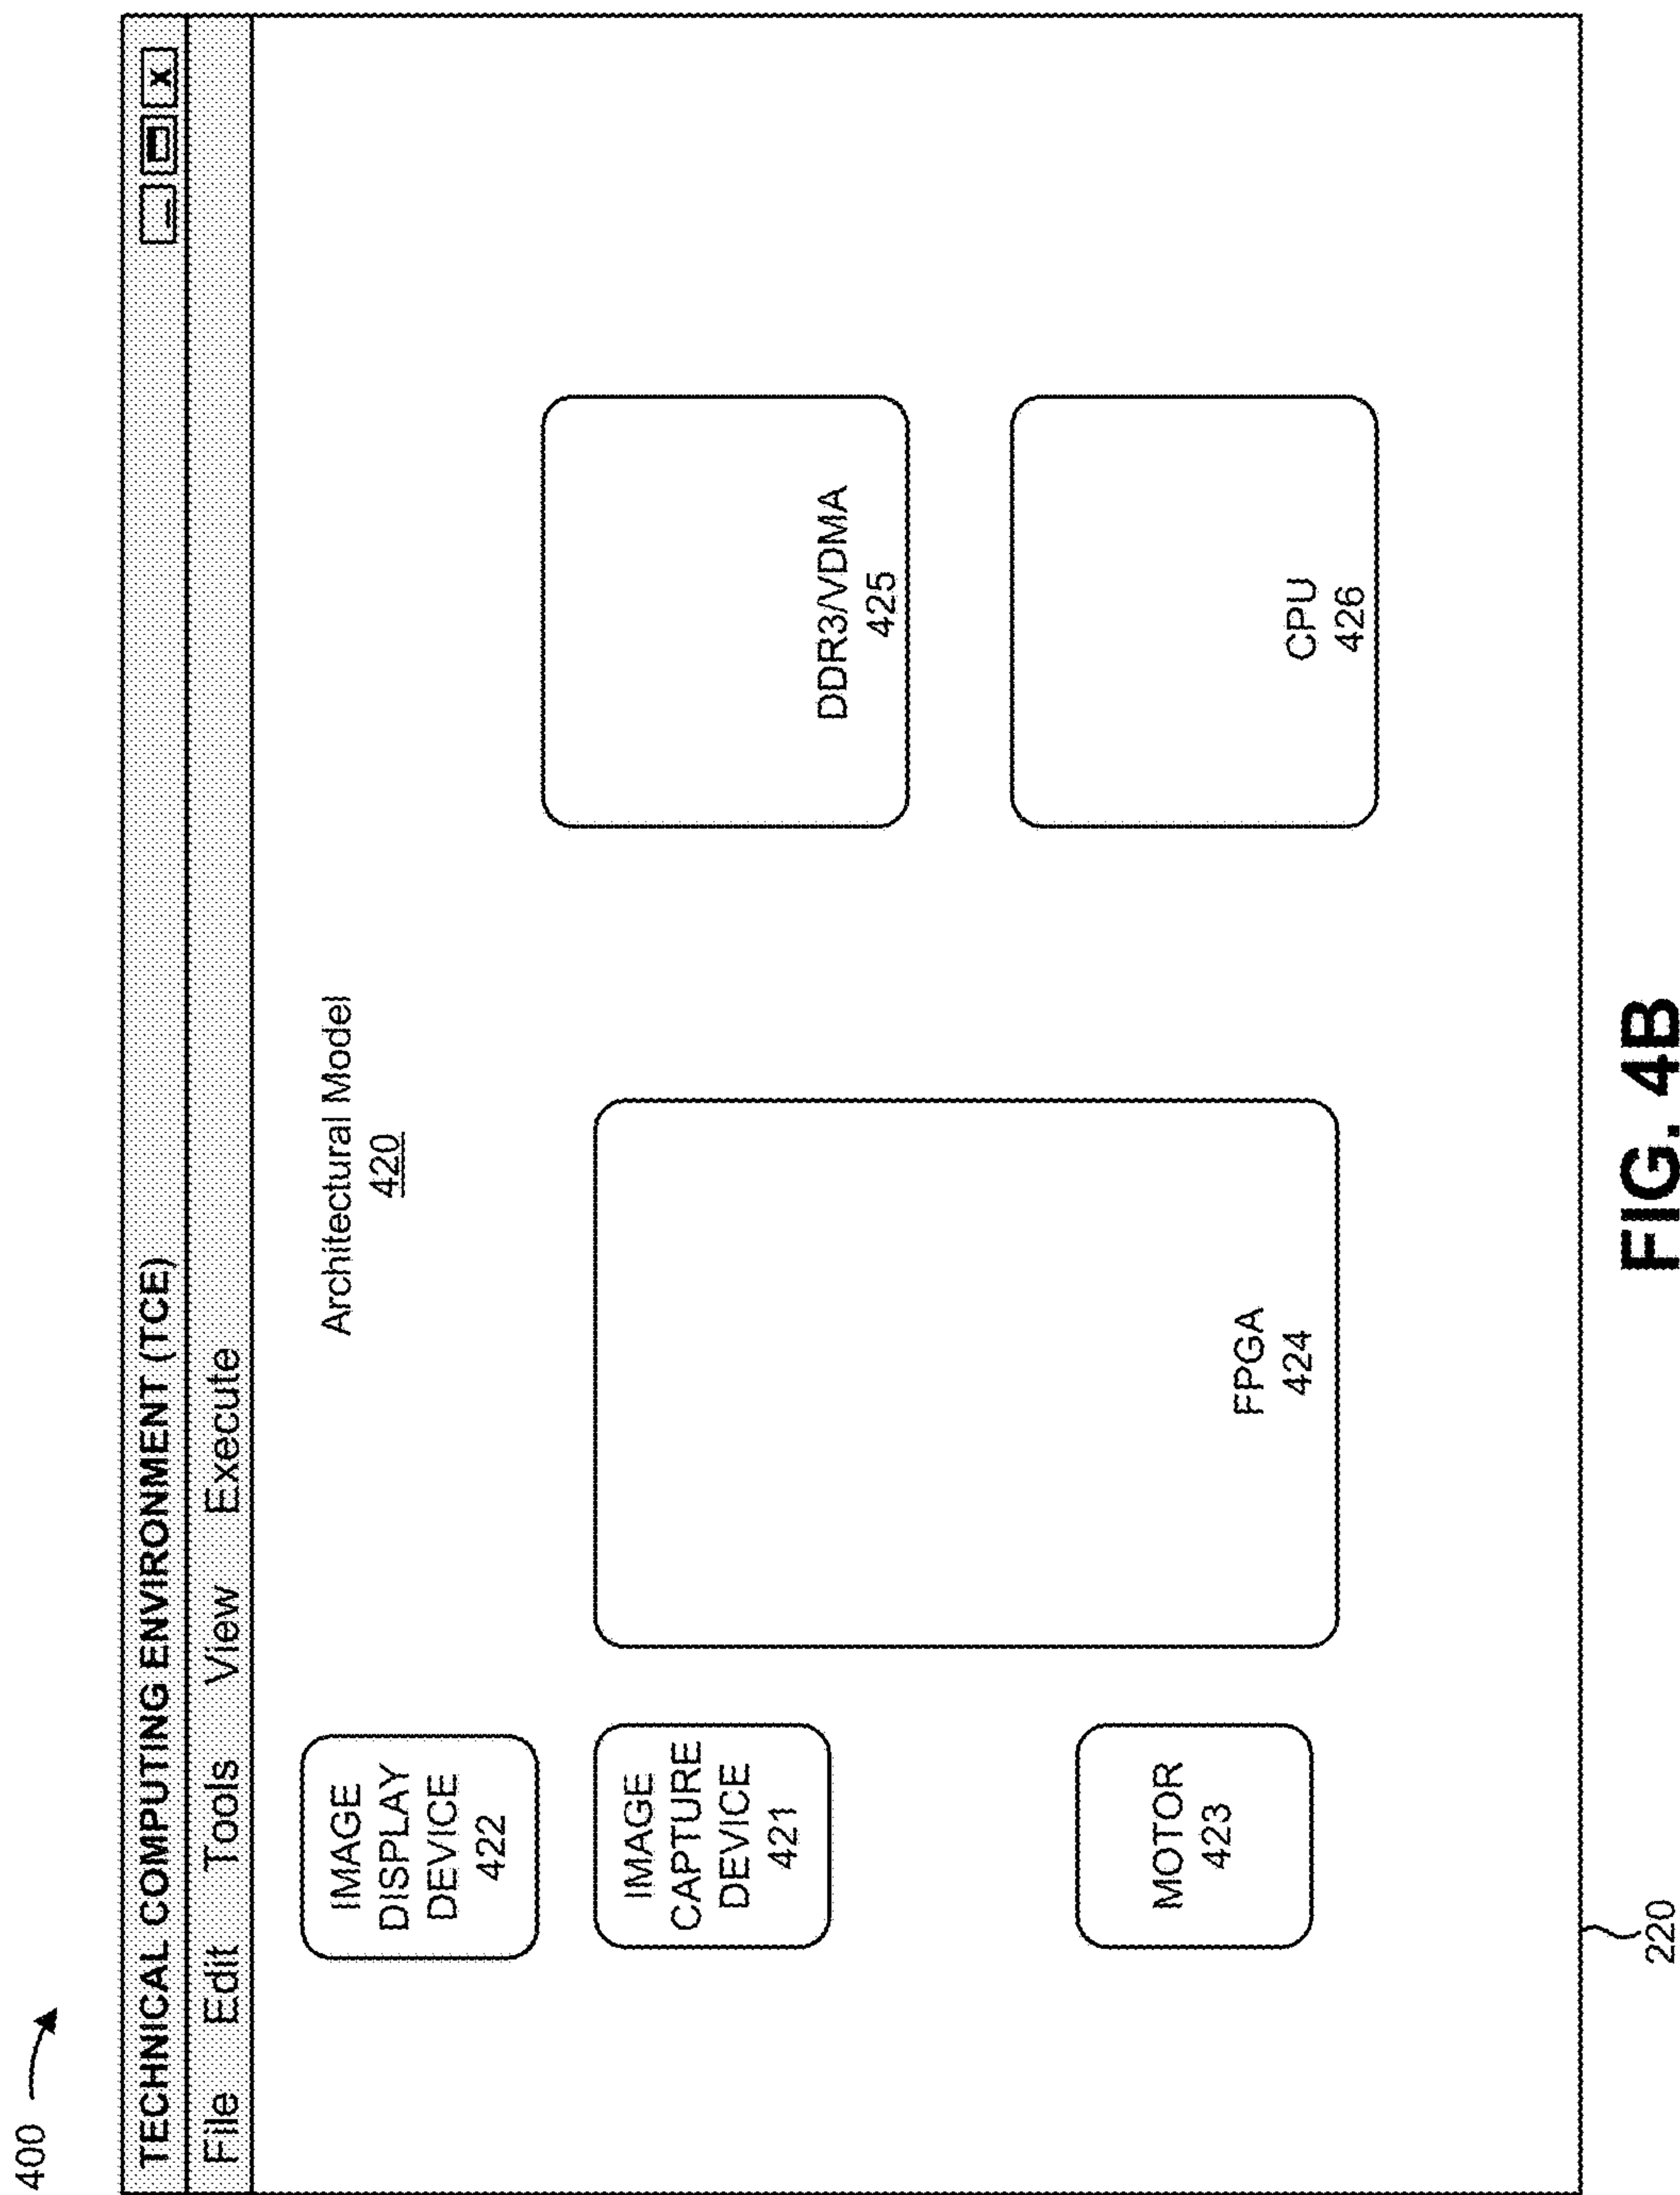 400
TECHNICAL COMPUTING ENVIRONMENT (TCE)
_ X
File Edit Tools View Execute
Architectural Model
420
IMAGE
DISPLAY
DEVICE
422
IMAGE
CAPTURE
DEVICE
421
MOTOR
423
FPGA
424
DDR3/VDMA
425
CPU
426
220
FIG. 4B